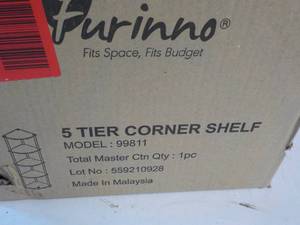 Furinno®
Fits Space, Fits Budget
5 TIER CORNER SHELF
MODEL : 99811
Total Master Ctn Qty : 1pc
Lot No : 559210928
Made In Malaysia